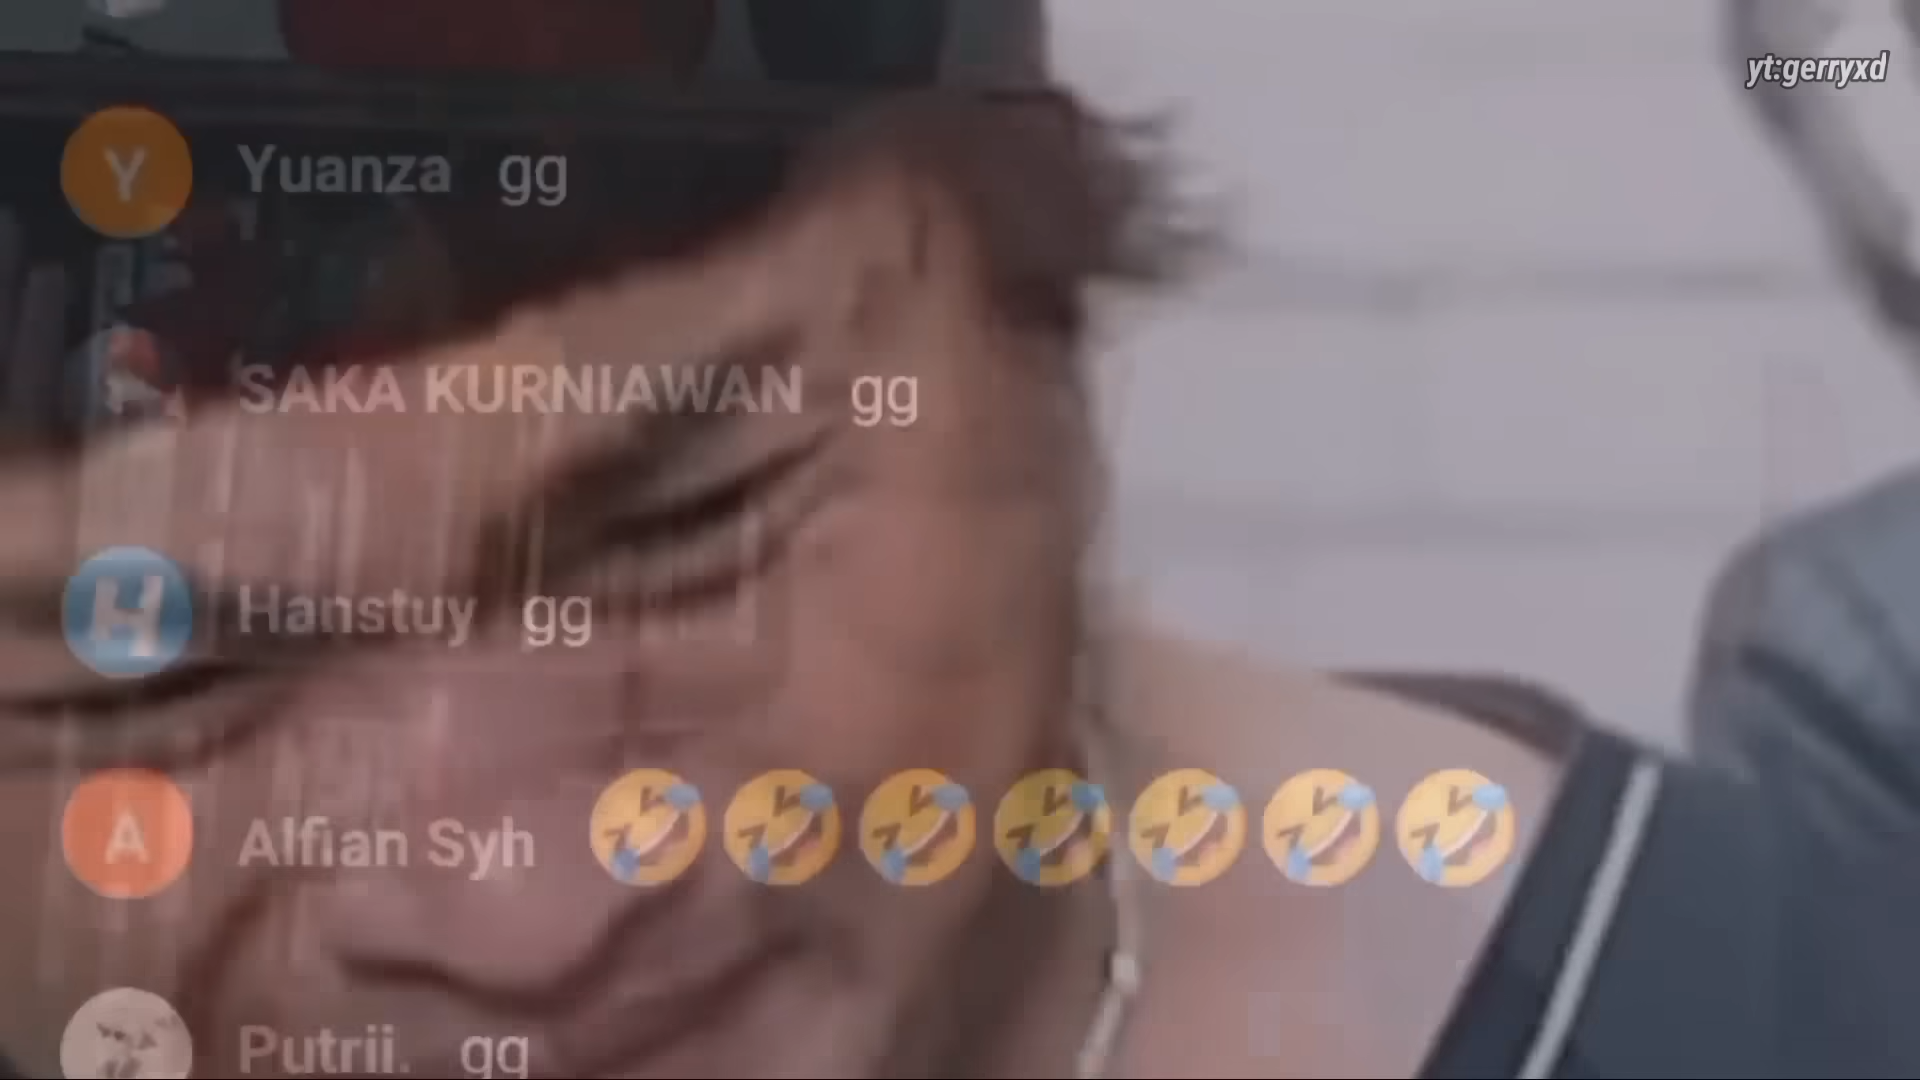 yt:gerryxd
Y Yuanza gg
SAKA KURNIAWAN gg
H Hanstuy gg
A Alfian Syh 🤣🤣🤣🤣🤣🤣🤣
Putrii. gg